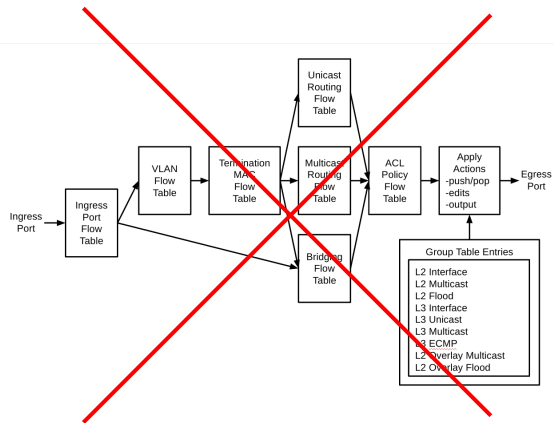 Ingress
Port
Ingress
Port
Flow
Table
VLAN
Flow
Table
Termination
MAC
Flow
Table
Unicast
Routing
Flow
Table
Multicast
Routing
Flow
Table
Bridging
Flow
Table
ACL
Policy
Flow
Table
Apply
Actions
-push/pop
-edits
-output
Egress
Port
Group Table Entries
L2 Interface
L2 Multicast
L2 Flood
L3 Interface
L3 Unicast
L3 Multicast
L3 ECMP
L2 Overlay Multicast
L2 Overlay Flood